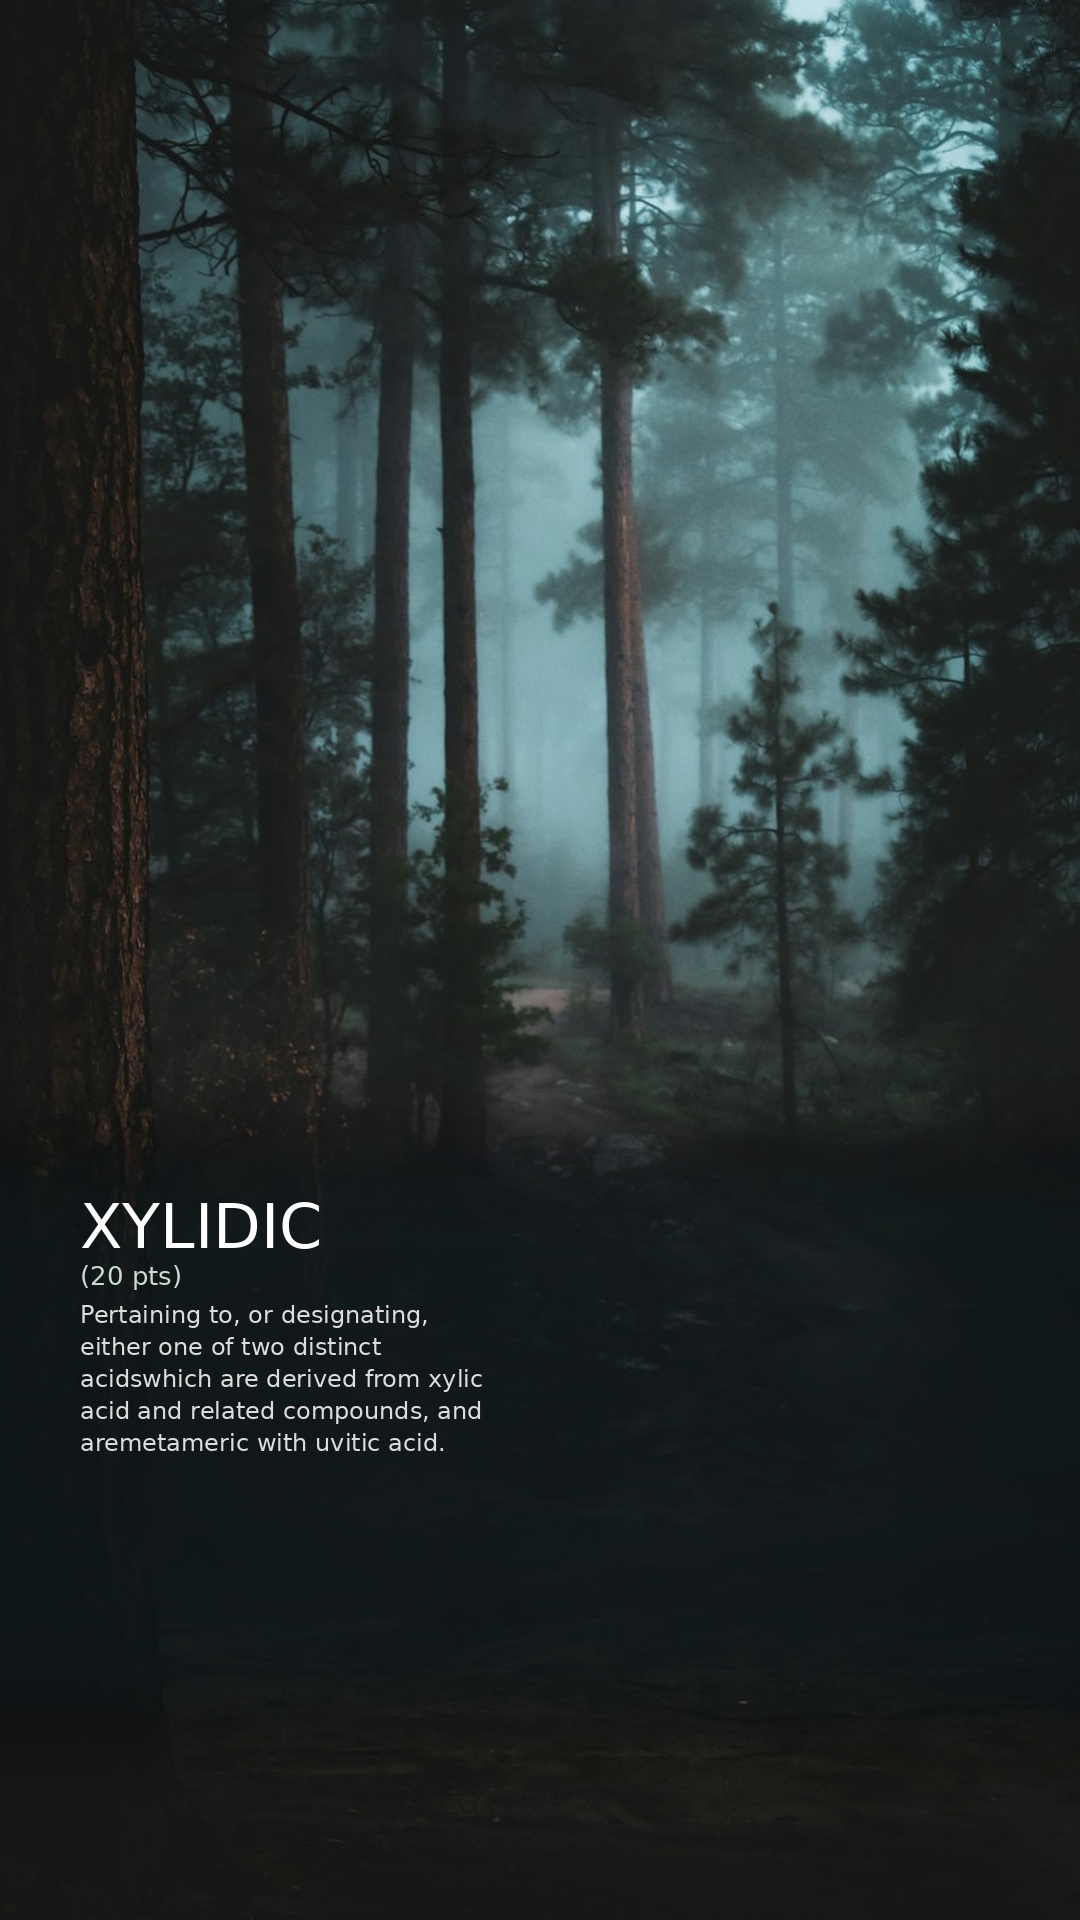 XYLIDIC
(20 pts)
Pertaining to, or designating,
either one of two distinct
acidswhich are derived from xylic
acid and related compounds, and
aremetameric with uvitic acid.